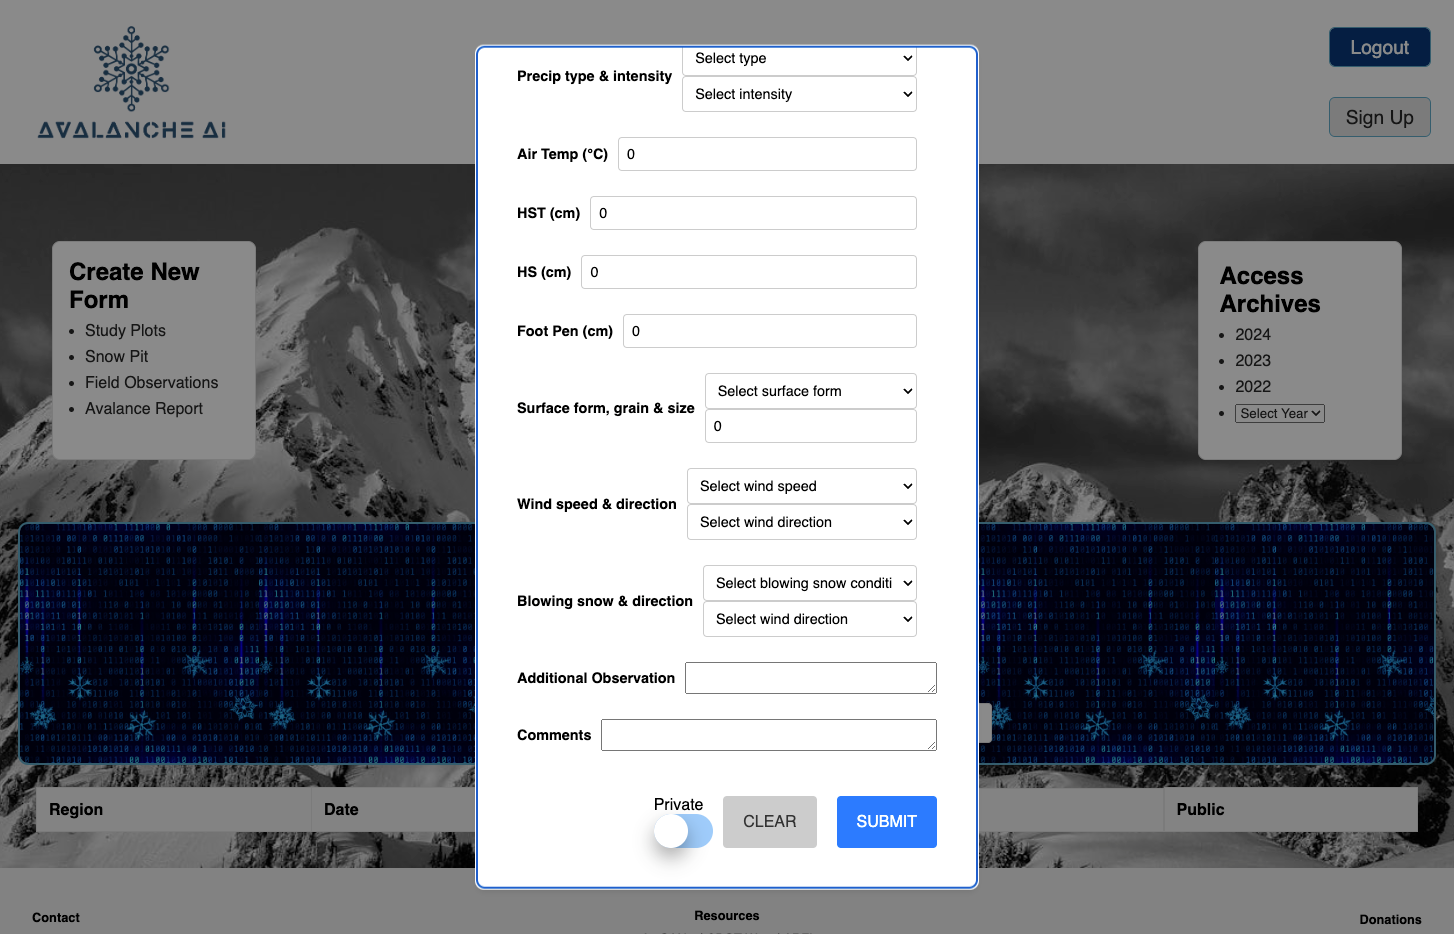 AVALANCHE AI
Logout
Sign Up
Create New
Form
Study Plots
Snow Pit
Field Observations
Avalance Report
Access
Archives
2024
2023
2022
Select Year
Precip type & intensity
Select type
Select intensity
Air Temp (°C)
0
HST (cm)
0
HS (cm)
0
Foot Pen (cm)
0
Surface form, grain & size
Select surface form
0
Wind speed & direction
Select wind speed
Select wind direction
Blowing snow & direction
Select blowing snow conditi
Select wind direction
Additional Observation
Comments
Private
CLEAR
SUBMIT
Region
Date
Public
Contact
Resources
Donations